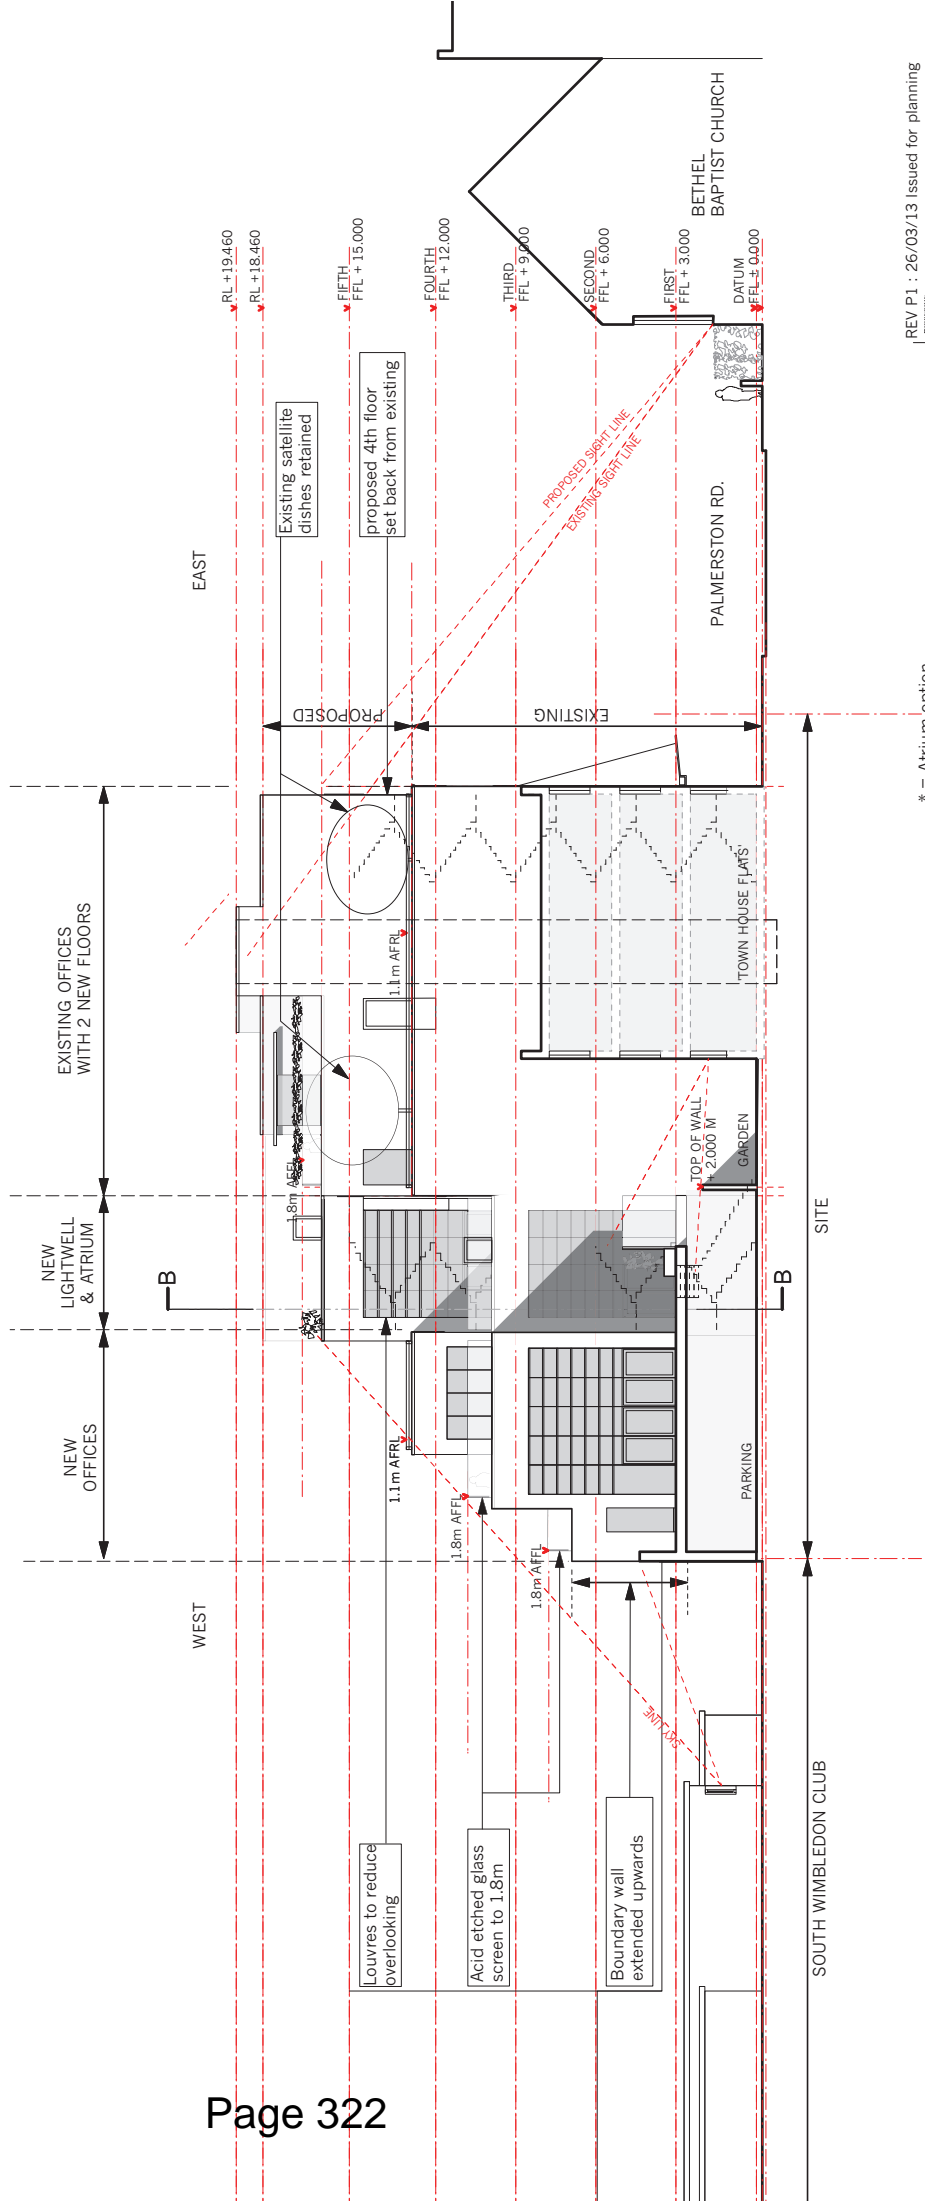 WEST
EAST
NEW
OFFICES
NEW
LIGHTWELL
& ATRIUM
EXISTING OFFICES
WITH 2 NEW FLOORS
B
B
Louvres to reduce
overlooking
Acid etched glass
screen to 1.8m
Boundary wall
extended upwards
Existing satellite
dishes retained
proposed 4th floor
set back from existing
RL +19.460
RL +18.460
FIFTH
FFL + 15.000
FOURTH
FFL + 12.000
THIRD
FFL + 9.000
SECOND
FFL + 6.000
FIRST
FFL + 3.000
DATUM
FFL ± 0.000
1.8m AFFL
1.1m AFRL
1.1m AFRL
1.8m AFFL
1.8m AFFL
PROPOSED
EXISTING
PROPOSED SIGHT LINE
EXISTING SIGHT LINE
SKY LINE
TOP OF WALL
+ 2.000 M
GARDEN
PARKING
'TOWN HOUSE FLATS'
PALMERSTON RD.
BETHEL
BAPTIST CHURCH
SOUTH WIMBLEDON CLUB
SITE
REV P1 : 26/03/13 Issued for planning
* = Atrium option
Page 322